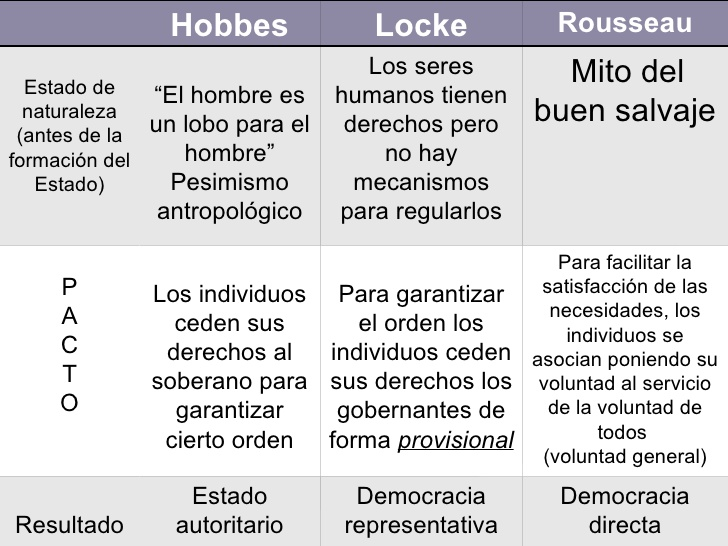 Hobbes
Locke
Rousseau
Estado de
naturaleza
(antes de la
formación del
Estado)
“El hombre es
un lobo para el
hombre”
Pesimismo
antropológico
Los seres
humanos tienen
derechos pero
no hay
mecanismos
para regularlos
Mito del
buen salvaje
P
A
C
T
O
Los individuos
ceden sus
derechos al
soberano para
garantizar
cierto orden
Para garantizar
el orden los
individuos ceden
sus derechos los
gobernantes de
forma provisional
Para facilitar la
satisfacción de las
necesidades, los
individuos se
asocian poniendo su
voluntad al servicio
de la voluntad de
todos
(voluntad general)
Resultado
Estado
autoritario
Democracia
representativa
Democracia
directa